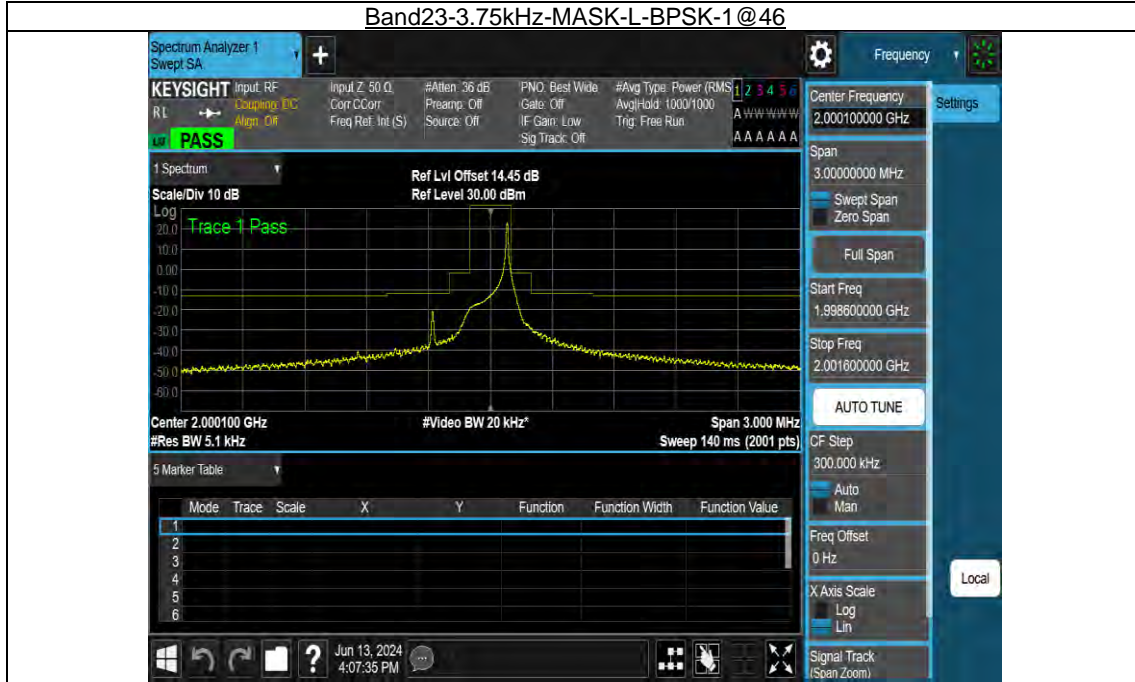 Band23-3.75kHz-MASK-L-BPSK-1@46
Spectrum Analyzer 1
Swept SA
+
Frequency
KEYSIGHT
RL
PASS
Input: RF
Coupling: DC
Align: Off
Input Z: 50 Ω
Corr CCorr
Freq Ref: Int (S)
#Atten: 36 dB
Preamp: Off
Source: Off
PNO: Best Wide
Gate: Off
IF Gain: Low
Sig Track: Off
#Avg Type: Power (RMS
Avg|Hold: 1000/1000
Trig: Free Run
1 2 3 4 5 6
A W W W W W
A A A A A A
1 Spectrum
Scale/Div 10 dB
Ref Lvl Offset 14.45 dB
Ref Level 30.00 dBm
Log
Trace 1 Pass
20.0
10.0
0.00
-10.0
-20.0
-30.0
-40.0
-50.0
-60.0
Center 2.000100 GHz
#Res BW 5.1 kHz
#Video BW 20 kHz*
Span 3.000 MHz
Sweep 140 ms (2001 pts)
5 Marker Table
Mode Trace Scale X Y Function Function Width Function Value
1
2
3
4
5
6
Jun 13, 2024
4:07:35 PM
?
Center Frequency
2.000100000 GHz
Settings
Span
3.00000000 MHz
Swept Span
Zero Span
Full Span
Start Freq
1.998600000 GHz
Stop Freq
2.001600000 GHz
AUTO TUNE
CF Step
300.000 kHz
Auto
Man
Freq Offset
0 Hz
X Axis Scale
Log
Lin
Local
Signal Track
(Span Zoom)